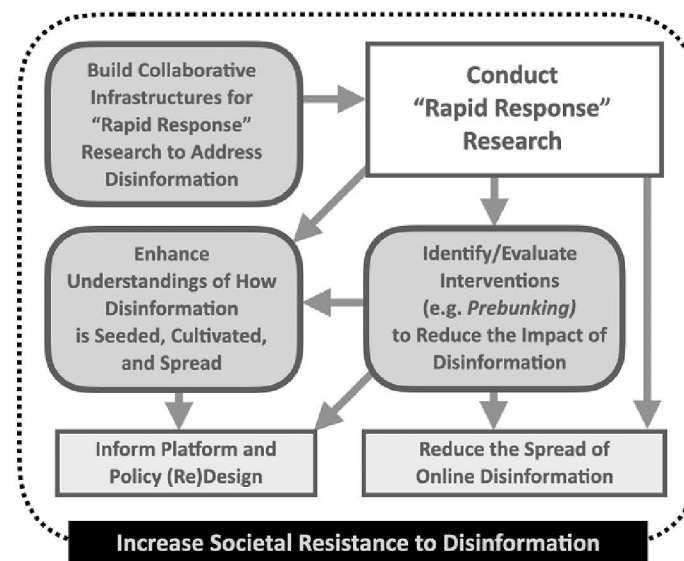 Build Collaborative
Infrastructures for
“Rapid Response”
Research to Address
Disinformation
Conduct
“Rapid Response”
Research
Enhance
Understandings of How
Disinformation
is Seeded, Cultivated,
and Spread
Identify/Evaluate
Interventions
(e.g. Prebunking)
to Reduce the Impact of
Disinformation
Inform Platform and
Policy (Re)Design
Reduce the Spread of
Online Disinformation
Increase Societal Resistance to Disinformation